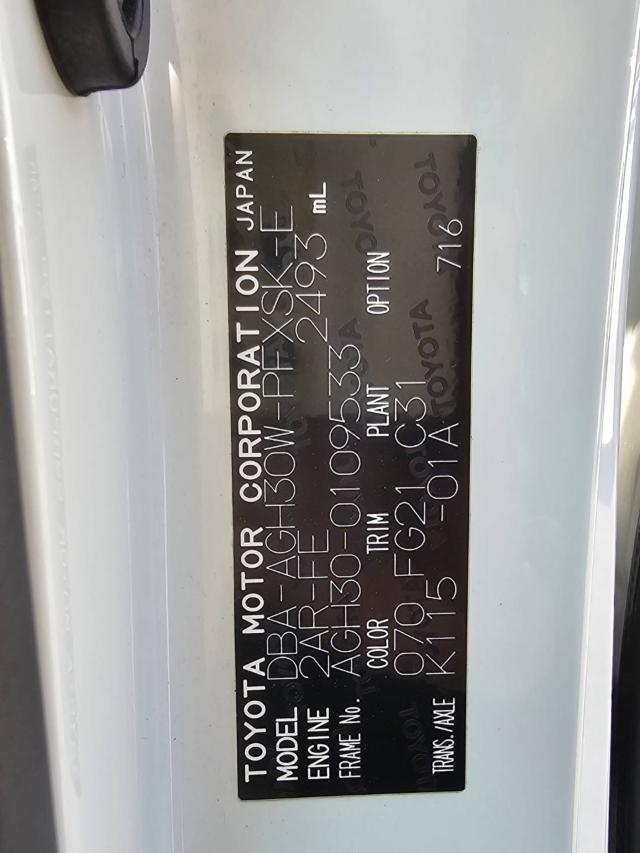 TOYOTA MOTOR CORPORATION JAPAN
MODEL DBA-AGH30W-PFXSK-E
ENGINE 2AR-FE 2493 mL
FRAME No. AGH30-0109533
COLOR TRIM PLANT OPTION
070 FG21 C31
TRANS./AXLE K115 -01A 716